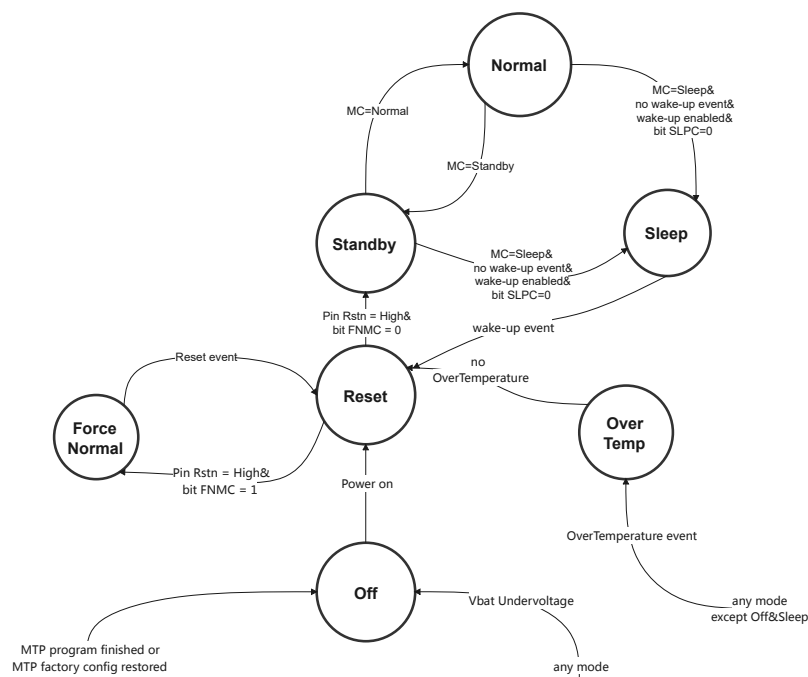 Normal
MC=Sleep&
no wake-up event&
wake-up enabled&
bit SLPC=0
MC=Normal
MC=Standby
Standby
Sleep
MC=Sleep&
no wake-up event&
wake-up enabled&
bit SLPC=0
Pin Rstn = High&
bit FNMC = 0
wake-up event
Reset event
no
OverTemperature
Reset
Force
Normal
Over
Temp
Pin Rstn = High&
bit FNMC = 1
Power on
OverTemperature event
Off
Vbat Undervoltage
any mode
except Off&Sleep
MTP program finished or
MTP factory config restored
any mode